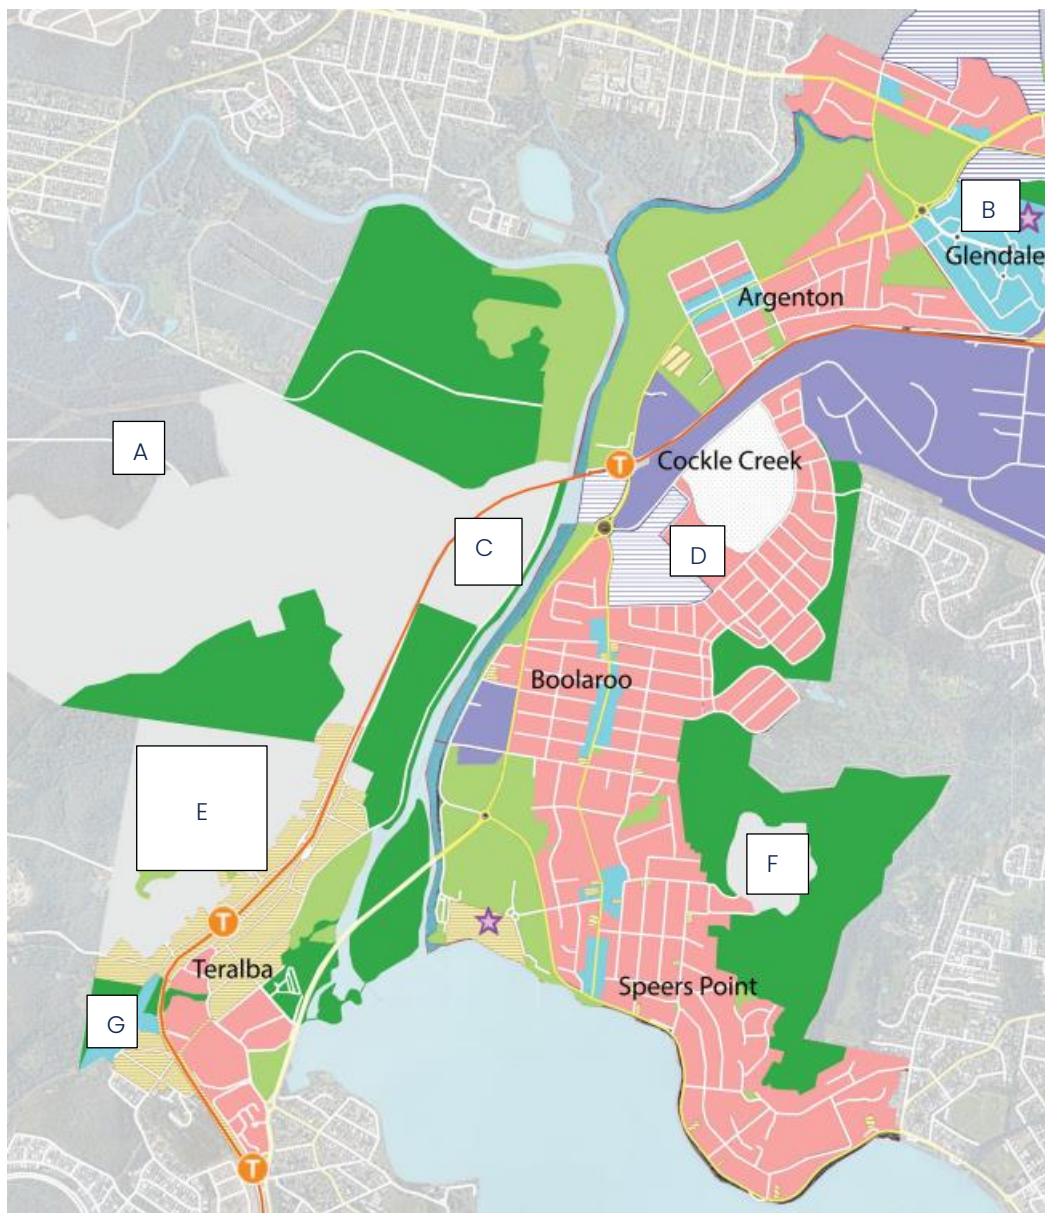 B
Glendale
Argenton
A
T
Cockle Creek
C
D
Boolaroo
E
F
T
Teralba
Speers Point
G
T